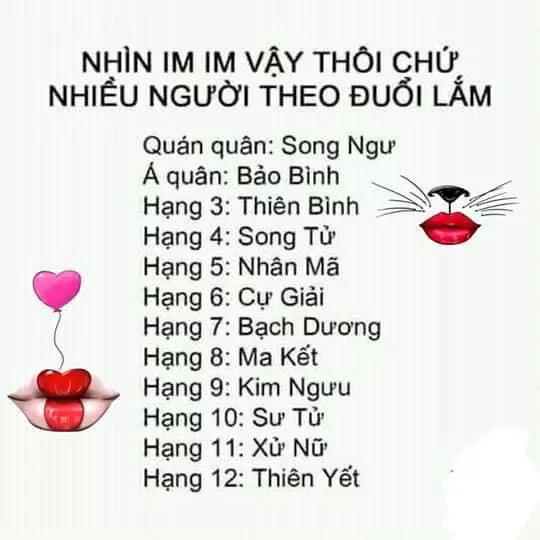 NHÌN IM IM VẬY THÔI CHỨ
NHIỀU NGƯỜI THEO ĐUỔI LẮM
Quán quân: Song Ngư
Á quân: Bảo Bình
Hạng 3: Thiên Bình
Hạng 4: Song Tử
Hạng 5: Nhân Mã
Hạng 6: Cự Giải
Hạng 7: Bạch Dương
Hạng 8: Ma Kết
Hạng 9: Kim Ngưu
Hạng 10: Sư Tử
Hạng 11: Xử Nữ
Hạng 12: Thiên Yết